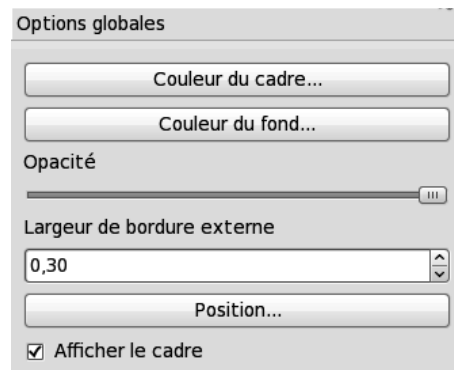 Options globales
Couleur du cadre...
Couleur du fond...
Opacité
Largeur de bordure externe
0,30
Position...
Afficher le cadre